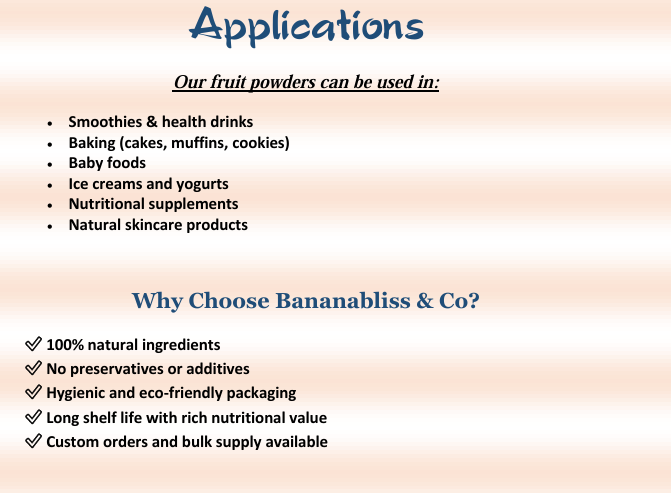 Applications
Our fruit powders can be used in:
• Smoothies & health drinks
• Baking (cakes, muffins, cookies)
• Baby foods
• Ice creams and yogurts
• Nutritional supplements
• Natural skincare products
Why Choose Bananabliss & Co?
✓ 100% natural ingredients
✓ No preservatives or additives
✓ Hygienic and eco-friendly packaging
✓ Long shelf life with rich nutritional value
✓ Custom orders and bulk supply available